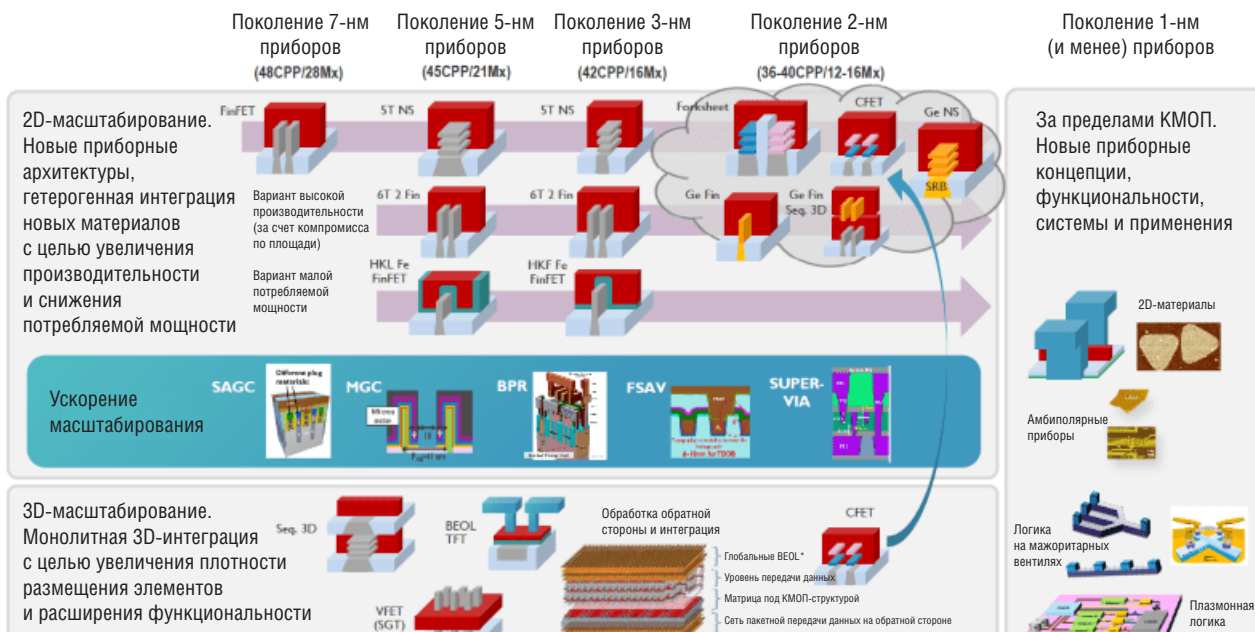 Поколение 7-нм
приборов
(48CPP/28Mx)
Поколение 5-нм
приборов
(45CPP/21Mx)
Поколение 3-нм
приборов
(42CPP/16Mx)
Поколение 2-нм
приборов
(36-40CPP/12-16Mx)
Поколение 1-нм
(и менее) приборов
2D-масштабирование.
Новые приборные
архитектуры,
гетерогенная интеграция
новых материалов
с целью увеличения
производительности
и снижения
потребляемой мощности
FinFET
5T NS
5T NS
Forksheet
CFET
Ge NS
SRB
Вариант высокой
производительности
(за счет компромисса
по площади)
6T 2 Fin
6T 2 Fin
Ge Fin
Ge Fin
Seq. 3D
Вариант малой
потребляемой
мощности
HKL Fe
FinFET
HKF Fe
FinFET
Ускорение
масштабирования
SAGC
Different plug
materials:
MGC
BPR
FSAV
SUPER-
VIA
3D-масштабирование.
Монолитная 3D-интеграция
с целью увеличения плотности
размещения элементов
и расширения функциональности
Seq. 3D
BEOL
TFT
VFET
(SGT)
Обработка обратной
стороны и интеграция
Глобальные BEOL*
Уровень передачи данных
Матрица под КМОП-структурой
Сеть пакетной передачи данных на обратной стороне
CFET
За пределами КМОП.
Новые приборные
концепции,
функциональности,
системы и применения
2D-материалы
Амбиполярные
приборы
Логика
на мажоритарных
вентилях
Плазмонная
логика